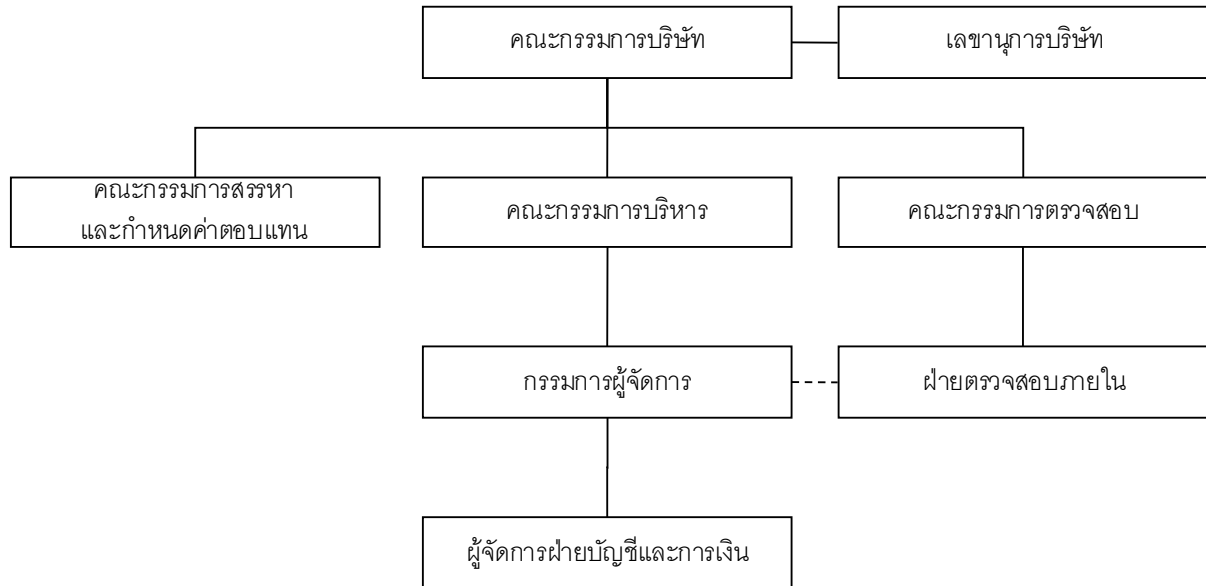 คณะกรรมการบริษัท
เลขานุการบริษัท
คณะกรรมการสรรหา
และกำหนดค่าตอบแทน
คณะกรรมการบริหาร
คณะกรรมการตรวจสอบ
กรรมการผู้จัดการ
ฝ่ายตรวจสอบภายใน
ผู้จัดการฝ่ายบัญชีและการเงิน